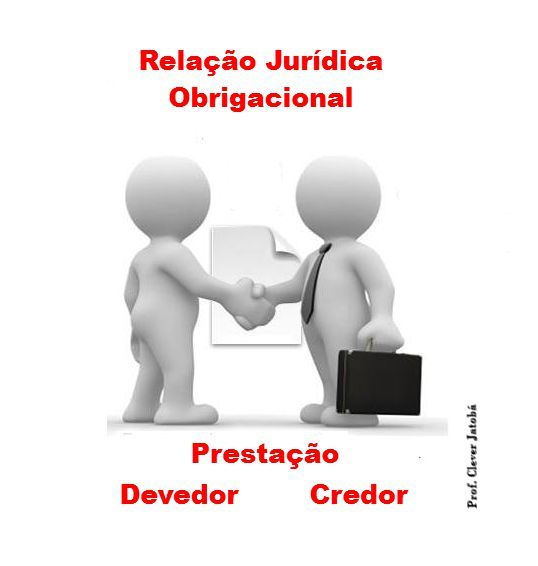 Relação Jurídica
Obrigacional
Prestação
Devedor Credor
Prof. Clever Jatobá